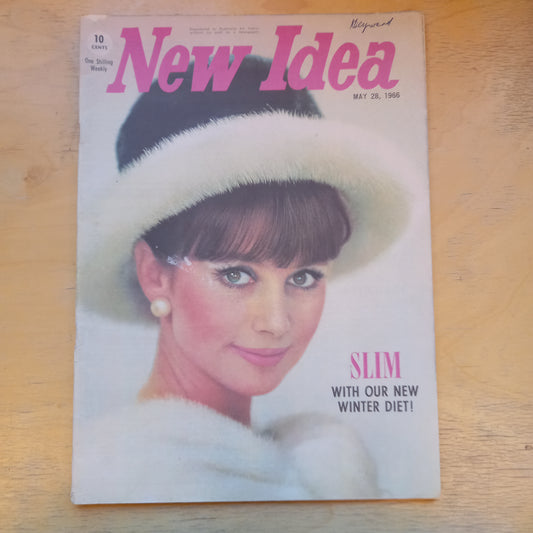 10
CENTS
One Shilling
Weekly
New Idea
MAY 28, 1966
SLIM
WITH OUR NEW
WINTER DIET!